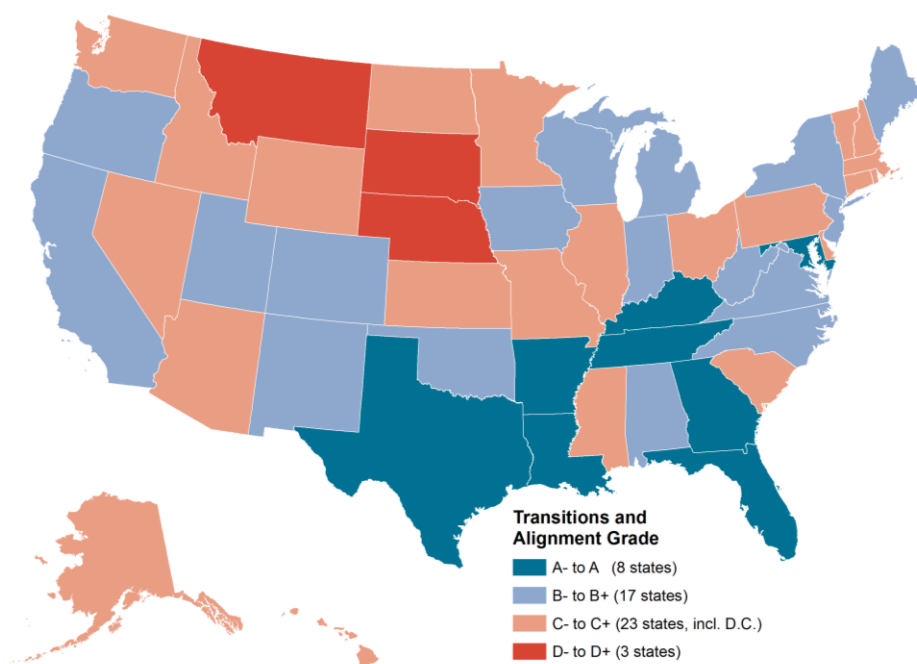 Transitions and
Alignment Grade
A- to A (8 states)
B- to B+ (17 states)
C- to C+ (23 states, incl. D.C.)
D- to D+ (3 states)